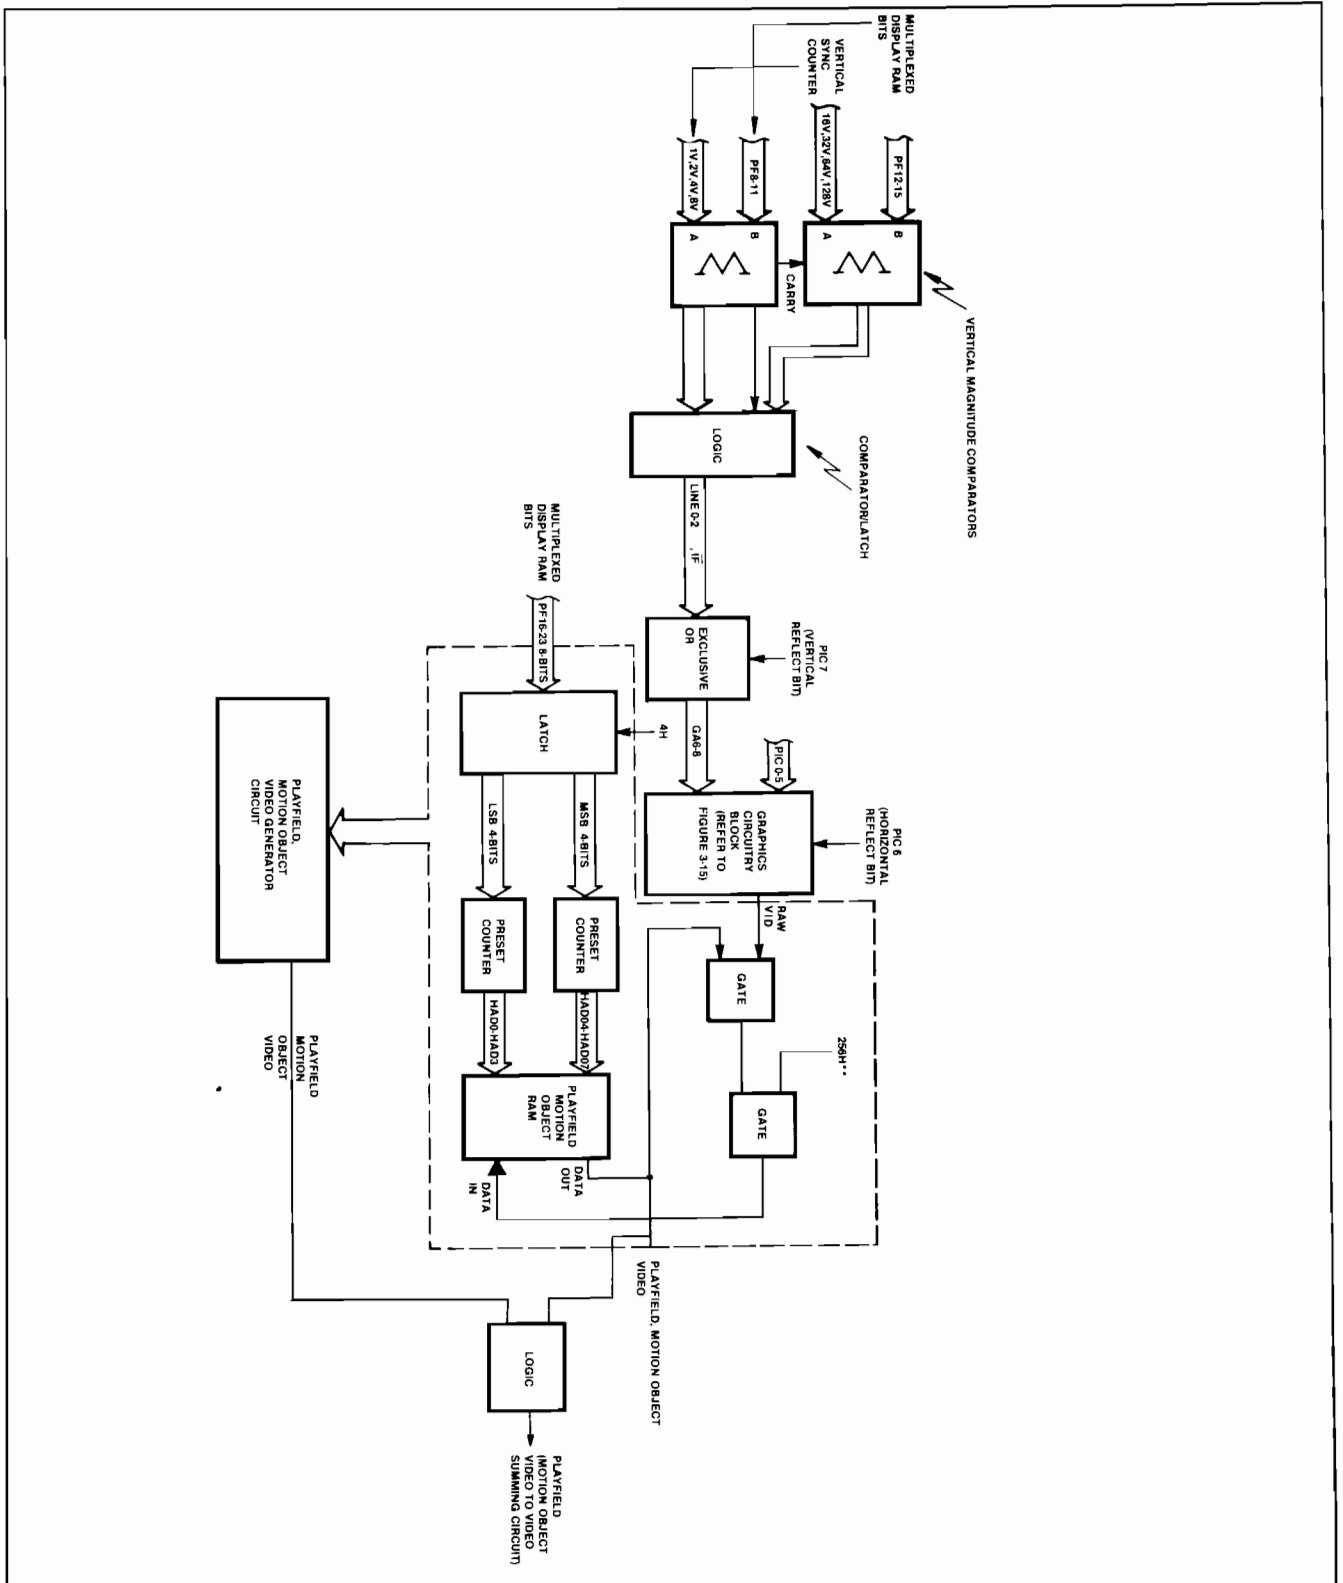 MULTIPLEXED
DISPLAY RAM
BITS
VERTICAL
SYNC
COUNTER
PF12-15
16V,32V,64V,128V
PF8-11
1V,2V,4V,8V
B
A
B
A
CARRY
VERTICAL MAGNITUDE COMPARATORS
COMPARATOR/LATCH
LOGIC
LINE 0-2
PIC 7
(VERTICAL
REFLECT BIT)
EXCLUSIVE
OR
GA6-8
PIC 0-5
PIC 6
(HORIZONTAL
REFLECT BIT)
GRAPHICS
CIRCUITRY
BLOCK
(REFER TO
FIGURE 3-15)
RAW
VID
GATE
256H**
GATE
MULTIPLEXED
DISPLAY RAM
BITS
PF16-23 8-BITS
4H
LATCH
MSB 4-BITS
LSB 4-BITS
PRESET
COUNTER
PRESET
COUNTER
HAD04-HAD07
HAD0-HAD3
PLAYFIELD
MOTION
OBJECT
RAM
DATA
OUT
DATA
IN
PLAYFIELD, MOTION OBJECT
VIDEO
PLAYFIELD,
MOTION OBJECT
VIDEO GENERATOR
CIRCUIT
PLAYFIELD
MOTION
OBJECT
VIDEO
LOGIC
PLAYFIELD
(MOTION OBJECT
VIDEO TO VIDEO
SUMMING CIRCUIT)